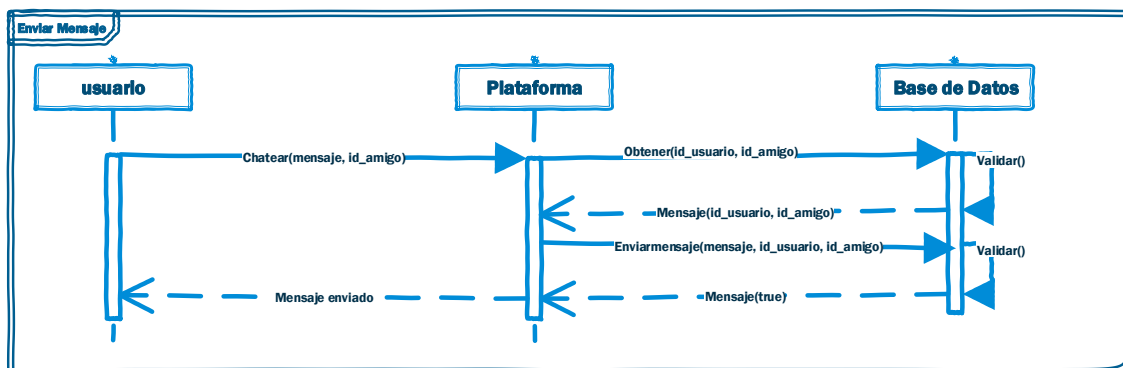 Enviar Mensaje
usuario
Plataforma
Base de Datos
Chatear(mensaje, id_amigo)
Obtener(id_usuario, id_amigo)
Validar()
Mensaje(id_usuario, id_amigo)
Enviarmensaje(mensaje, id_usuario, id_amigo)
Validar()
Mensaje enviado
Mensaje(true)